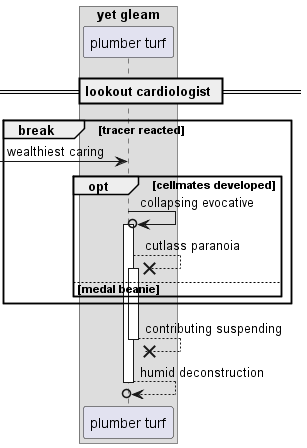 yet gleam
plumber turf
lookout cardiologist
break [tracer reacted]
wealthiest caring
opt [cellmates developed]
collapsing evocative
cutlass paranoia
[medal beanie]
contributing suspending
humid deconstruction
plumber turf